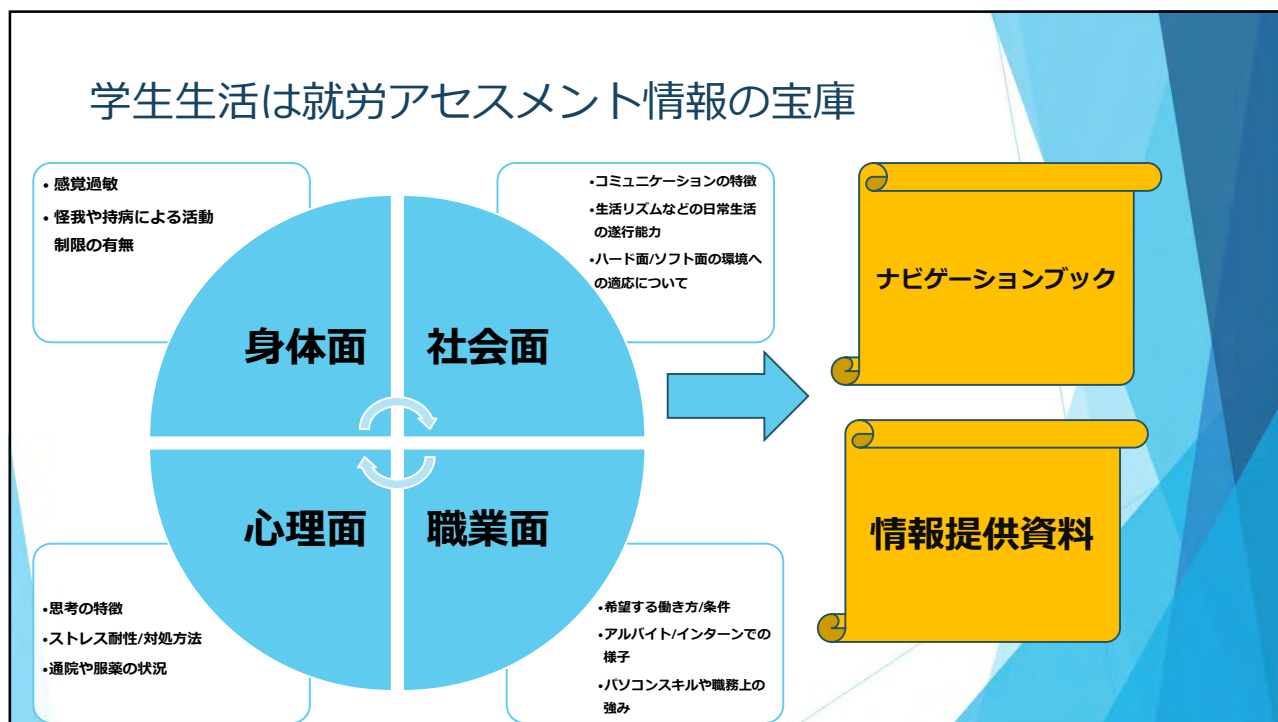 学生生活は就労アセスメント情報の宝庫
• 感覚過敏
• 怪我や持病による活動
制限の有無
•コミュニケーションの特徴
•生活リズムなどの日常生活
の遂行能力
•ハード面/ソフト面の環境へ
の適応について
身体面
社会面
心理面
職業面
•思考の特徴
•ストレス耐性/対処方法
•通院や服薬の状況
•希望する働き方/条件
•アルバイト/インターンでの
様子
•パソコンスキルや職務上の
強み
ナビゲーションブック
情報提供資料